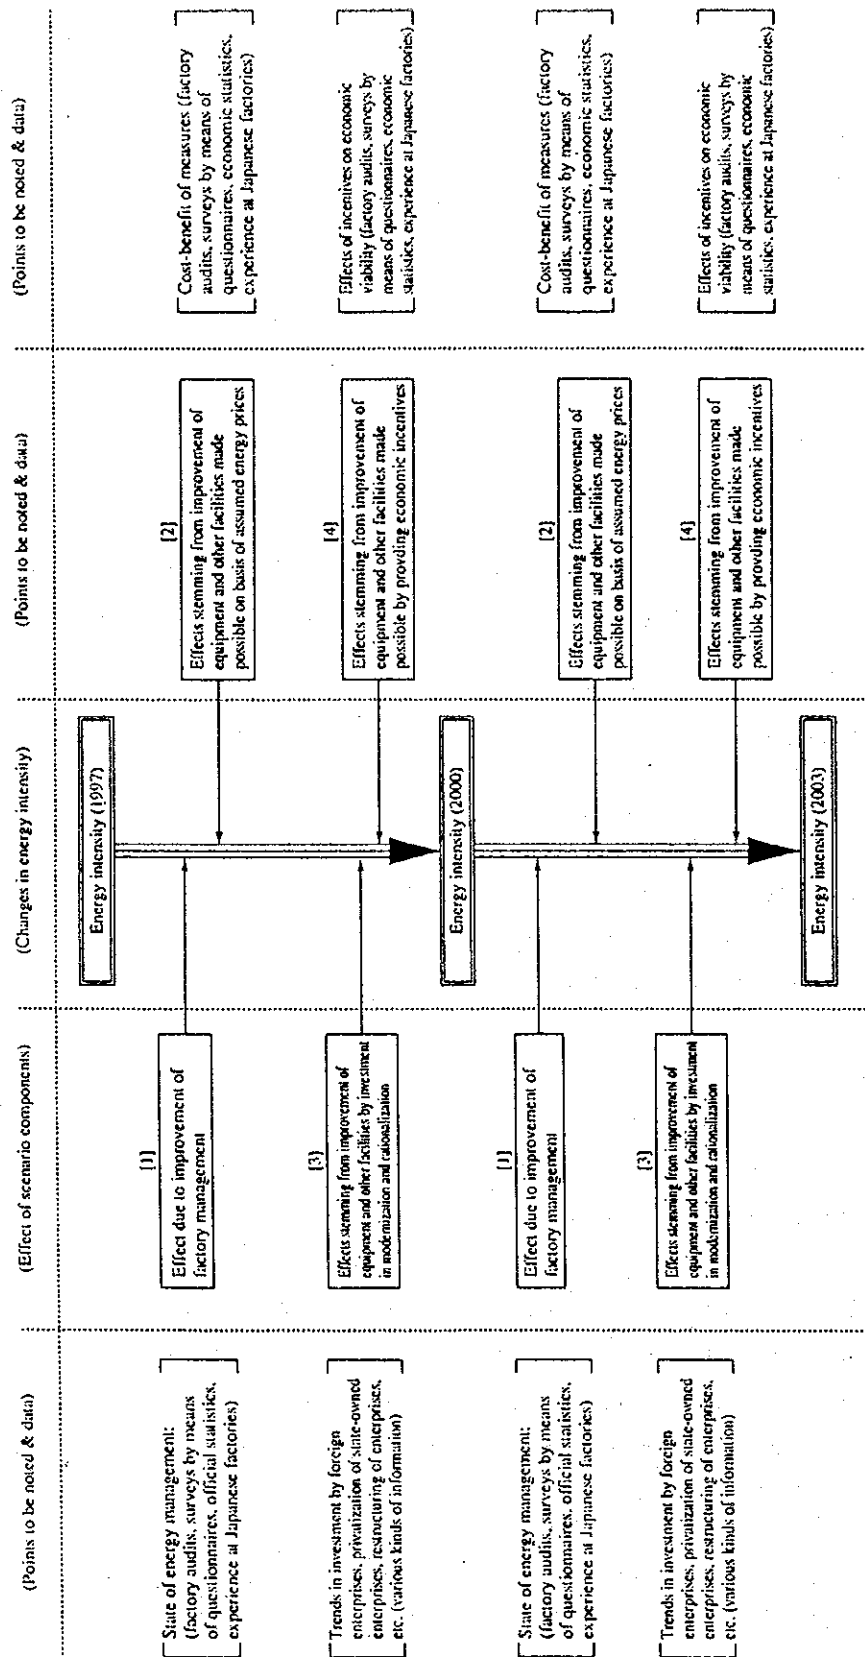 (Points to be noted & data)
(Effect of scenario components)
(Changes in energy intensity)
(Points to be noted & data)
(Points to be noted & data)
Energy intensity (1997)
State of energy management:
(factory audits, surveys by means
of questionnaires, official statistics,
experience at Japanese factories)
[1]
Effect due to improvement of
factory management
[2]
Effects stemming from improvement of
equipment and other facilities made
possible on basis of assumed energy prices
Cost-benefit of measures (factory
audits, surveys by means of
questionnaires, economic statistics,
experience at Japanese factories)
Trends in investment by foreign
enterprises, privatization of state-owned
enterprises, restructuring of enterprises,
etc. (various kinds of information)
[3]
Effects stemming from improvement of
equipment and other facilities by investment
in modernization and rationalization
[4]
Effects stemming from improvement of
equipment and other facilities made
possible by provding economic incentives
Effects of incentives on economic
viability (factory audits, surveys by
means of questionnaires, economic
statistics, experience at Japanese factories)
Energy intensity (2000)
State of energy management:
(factory audits, surveys by means
of questionnaires, official statistics,
experience at Japanese factories)
[1]
Effect due to improvement of
factory management
[2]
Effects stemming from improvement of
equipment and other facilities made
possible on basis of assumed energy prices
Cost-benefit of measures (factory
audits, surveys by means of
questionnaires, economic statistics,
experience at Japanese factories)
Trends in investment by foreign
enterprises, privatization of state-owned
enterprises, restructuring of enterprises,
etc. (various kinds of information)
[3]
Effects stemming from improvement of
equipment and other facilities by investment
in modernization and rationalization
[4]
Effects stemming from improvement of
equipment and other facilities made
possible by provding economic incentives
Effects of incentives on economic
viability (factory audits, surveys by
means of questionnaires, economic
statistics, experience at Japanese factories)
Energy intensity (2003)